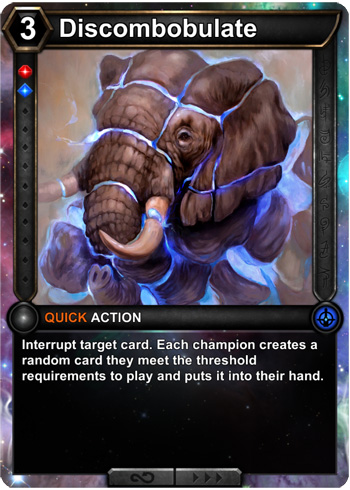 3 Discombobulate
QUICK ACTION
Interrupt target card. Each champion creates a
random card they meet the threshold
requirements to play and puts it into their hand.